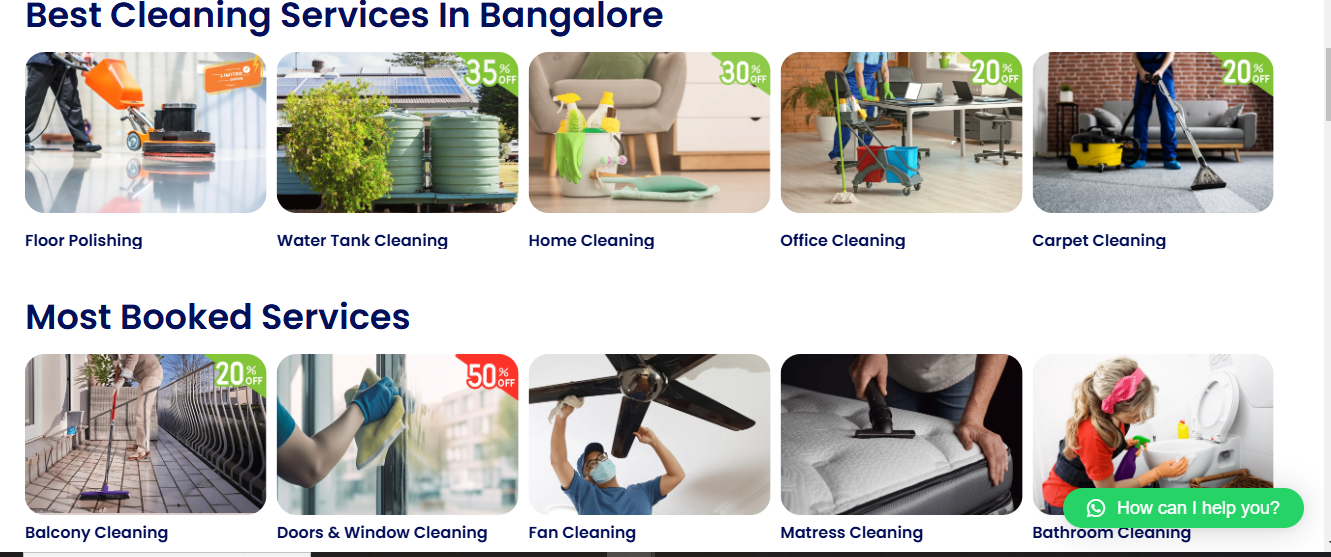 Best Cleaning Services In Bangalore
LIMITED
35% OFF
30% OFF
20% OFF
20% OFF
Floor Polishing
Water Tank Cleaning
Home Cleaning
Office Cleaning
Carpet Cleaning
Most Booked Services
20% OFF
50% OFF
Balcony Cleaning
Doors & Window Cleaning
Fan Cleaning
Matress Cleaning
Bathroom Cleaning
How can I help you?